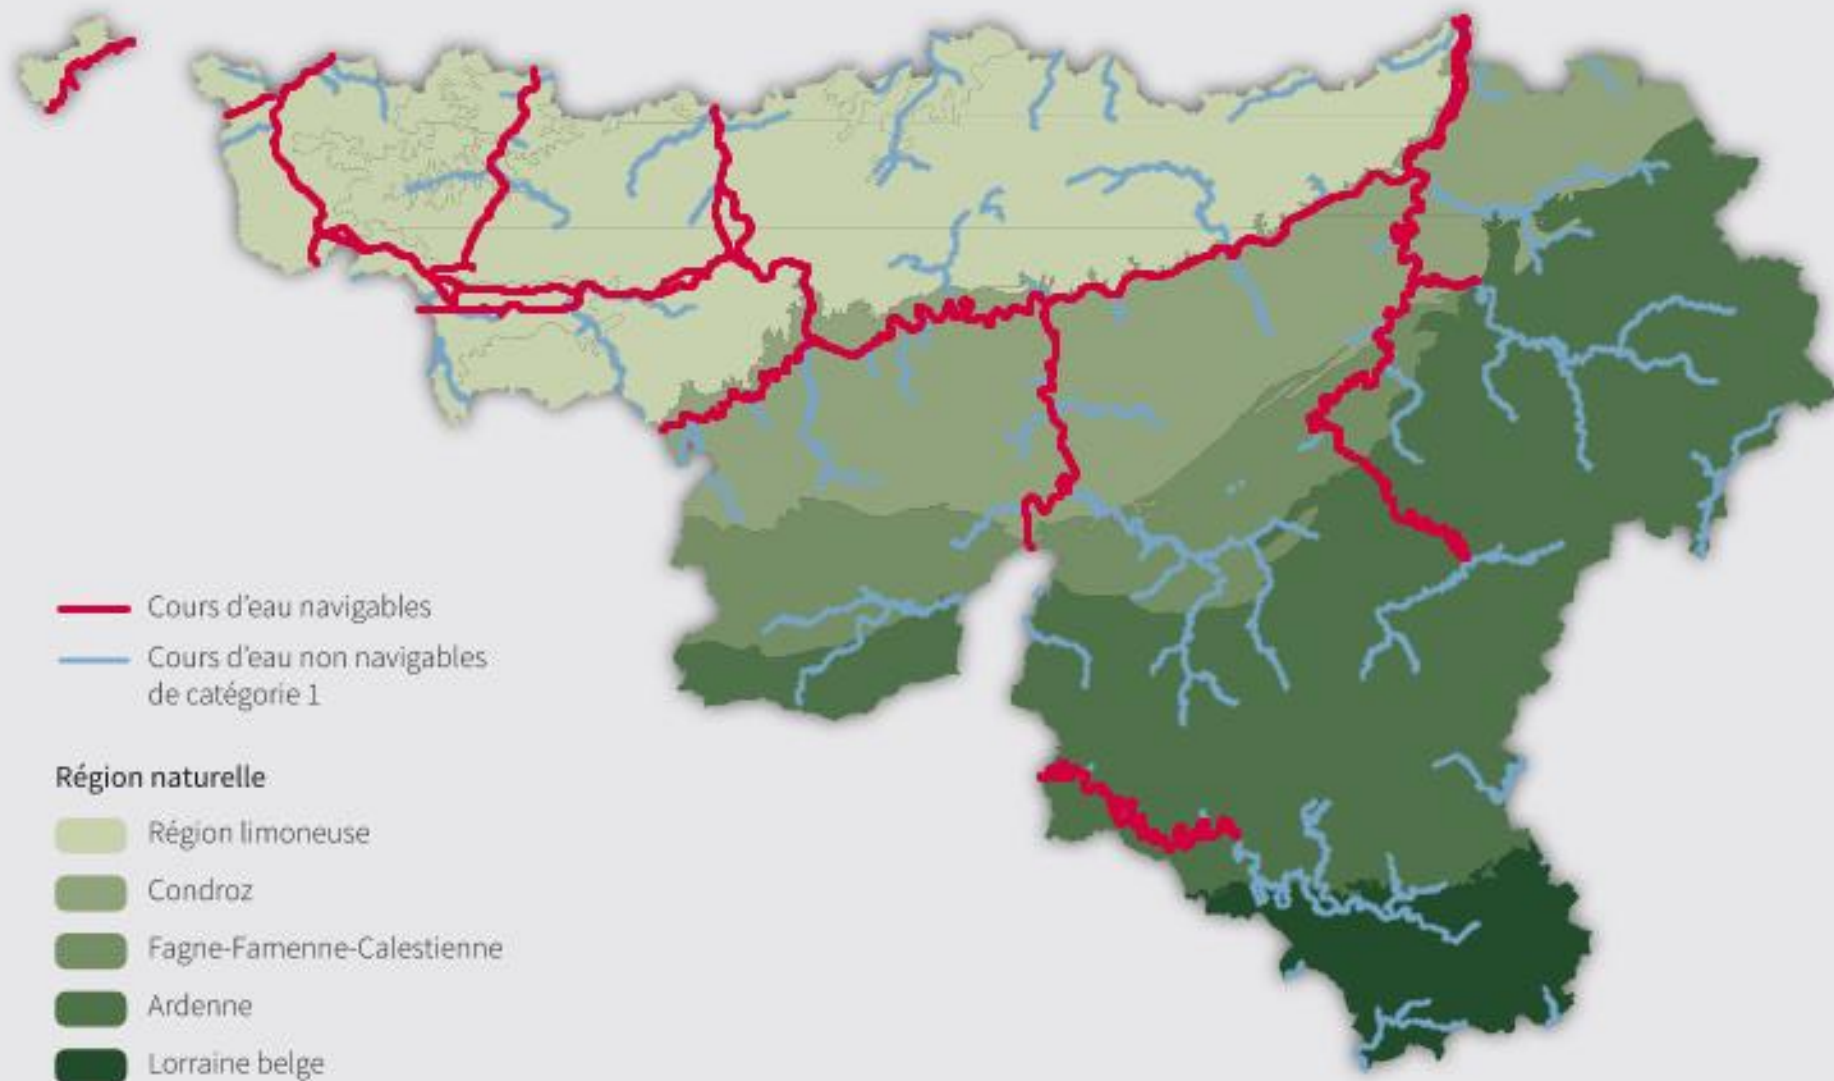 Cours d'eau navigables
Cours d'eau non navigables
de catégorie 1
Région naturelle
Région limoneuse
Condroz
Fagne-Famenne-Calestienne
Ardenne
Lorraine belge